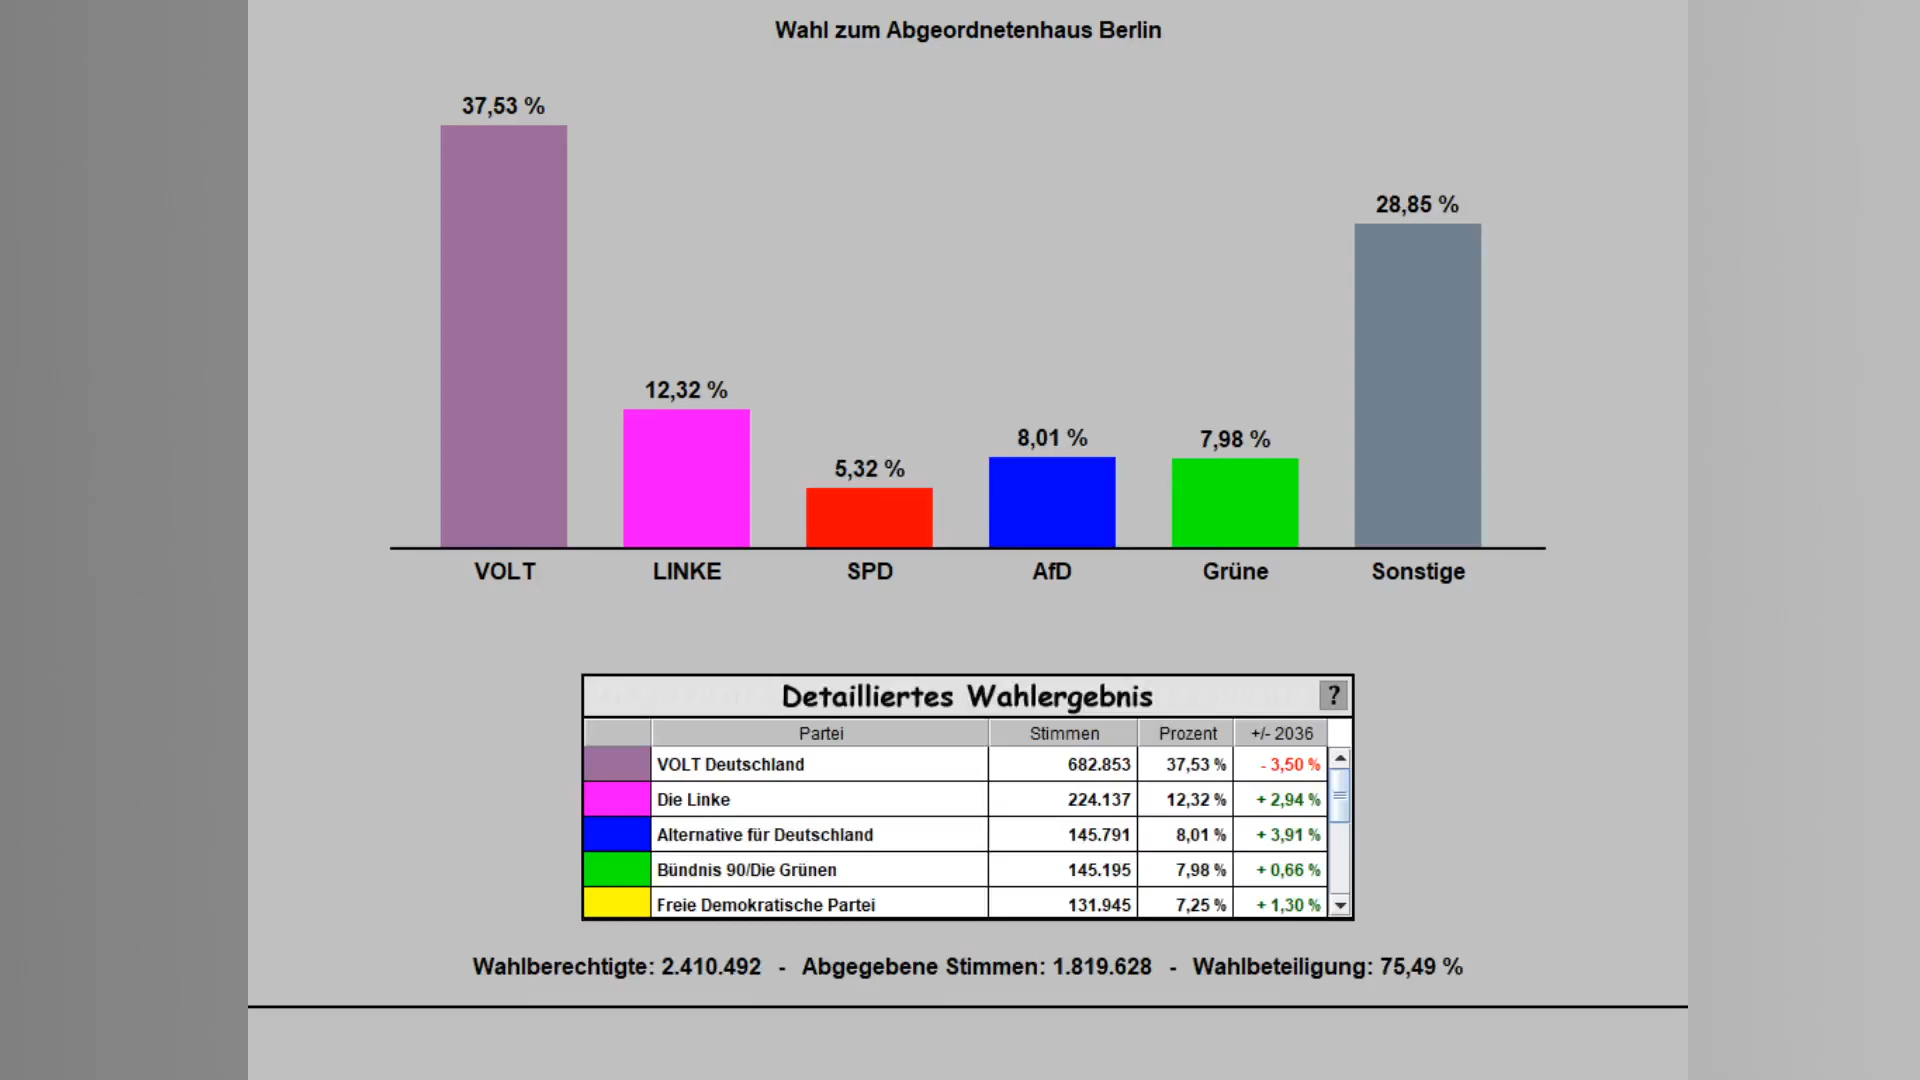 Wahl zum Abgeordnetenhaus Berlin
37,53 %
28,85 %
12,32 %
8,01 %
7,98 %
5,32 %
VOLT LINKE SPD AfD Grüne Sonstige
Detailliertes Wahlergebnis ?
Partei Stimmen Prozent +/- 2036
VOLT Deutschland 682.853 37,53 % - 3,50 %
Die Linke 224.137 12,32 % + 2,94 %
Alternative für Deutschland 145.791 8,01 % + 3,91 %
Bündnis 90/Die Grünen 145.195 7,98 % + 0,66 %
Freie Demokratische Partei 131.945 7,25 % + 1,30 %
Wahlberechtigte: 2.410.492 - Abgegebene Stimmen: 1.819.628 - Wahlbeteiligung: 75,49 %